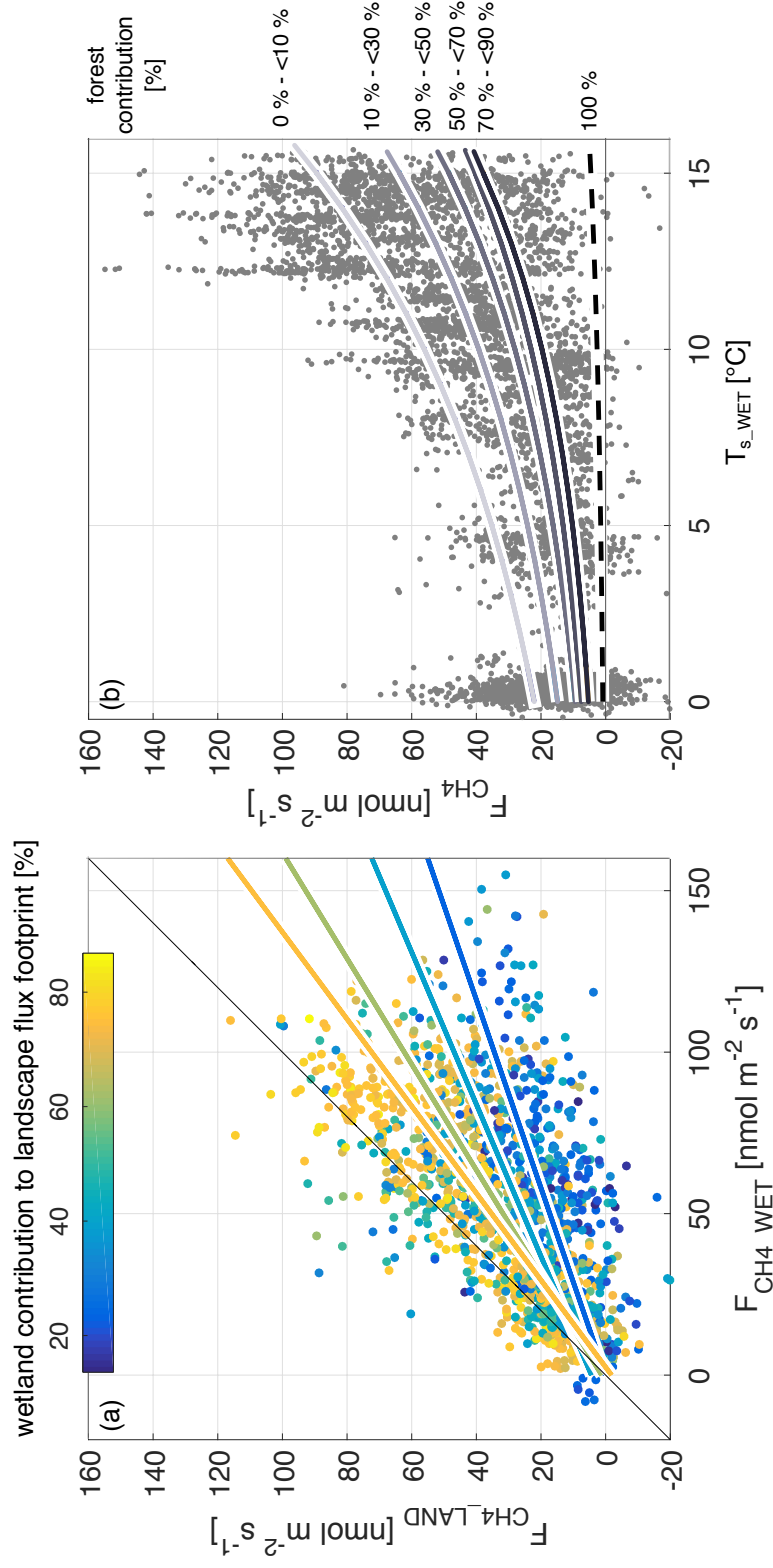 wetland contribution to landscape flux footprint [%]
20
40
60
80
(a)
160
140
120
100
80
60
40
20
0
-20
F_CH4_LAND [nmol m⁻² s⁻¹]
0
50
100
150
F_CH4_WET [nmol m⁻² s⁻¹]
(b)
160
140
120
100
80
60
40
20
0
-20
F_CH4 [nmol m⁻² s⁻¹]
0
5
10
15
T_s_WET [°C]
forest
contribution
[%]
0 % - <10 %
10 % - <30 %
30 % - <50 %
50 % - <70 %
70 % - <90 %
100 %